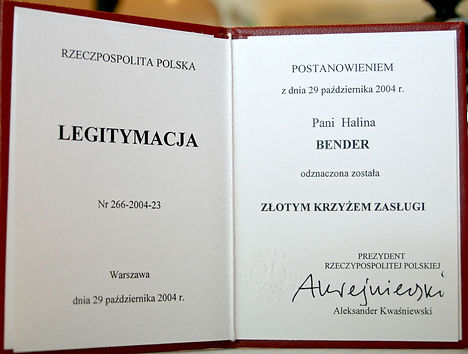 RZECZPOSPOLITA POLSKA
LEGITYMACJA
Nr 266-2004-23
Warszawa
dnia 29 października 2004 r.
POSTANOWIENIEM
z dnia 29 października 2004 r.
Pani Halina
BENDER
odznaczona została
ZŁOTYM KRZYŻEM ZASŁUGI
PREZYDENT
RZECZYPOSPOLITEJ POLSKIEJ
Aleksander Kwaśniewski